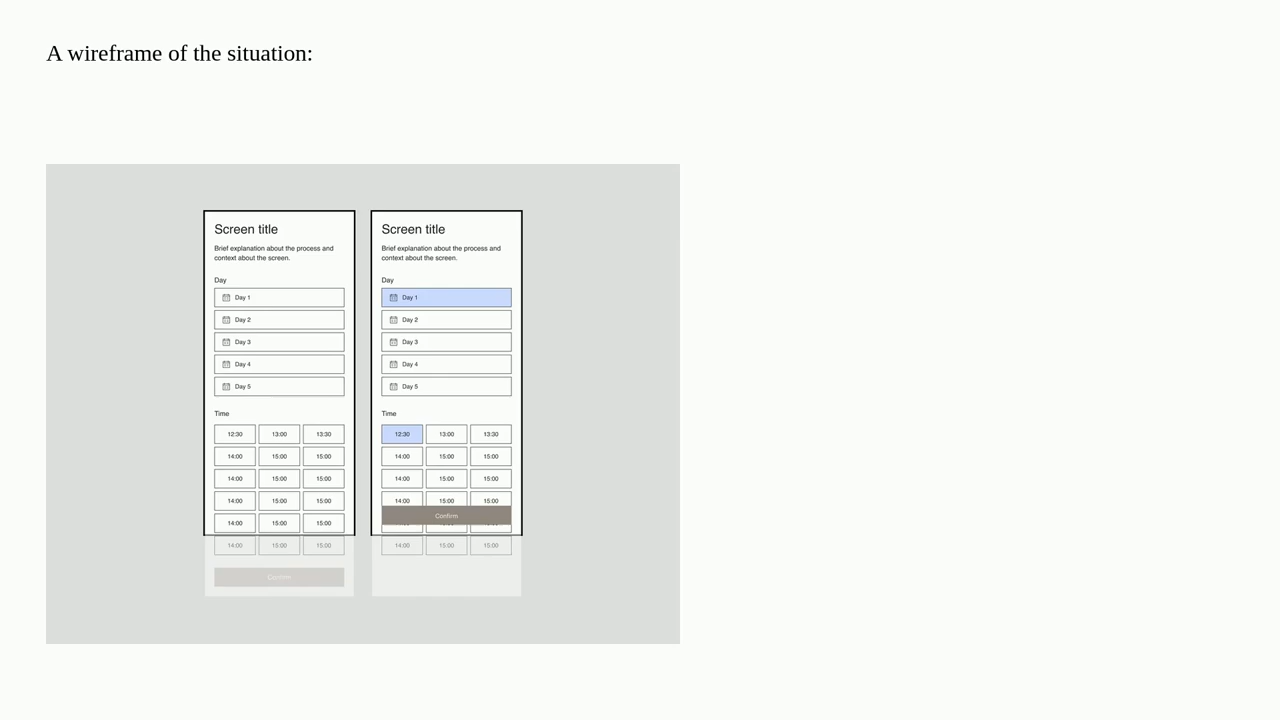 A wireframe of the situation:
Screen title
Brief explanation about the process and
context about the screen.
Day
Day 1
Day 2
Day 3
Day 4
Day 5
Time
12:30 13:00 13:30
14:00 15:00 15:00
14:00 15:00 15:00
14:00 15:00 15:00
14:00 15:00 15:00
14:00 15:00 15:00
Confirm
Screen title
Brief explanation about the process and
context about the screen.
Day
Day 1
Day 2
Day 3
Day 4
Day 5
Time
12:30 13:00 13:30
14:00 15:00 15:00
14:00 15:00 15:00
14:00 15:00 15:00
Confirm
14:00 15:00 15:00